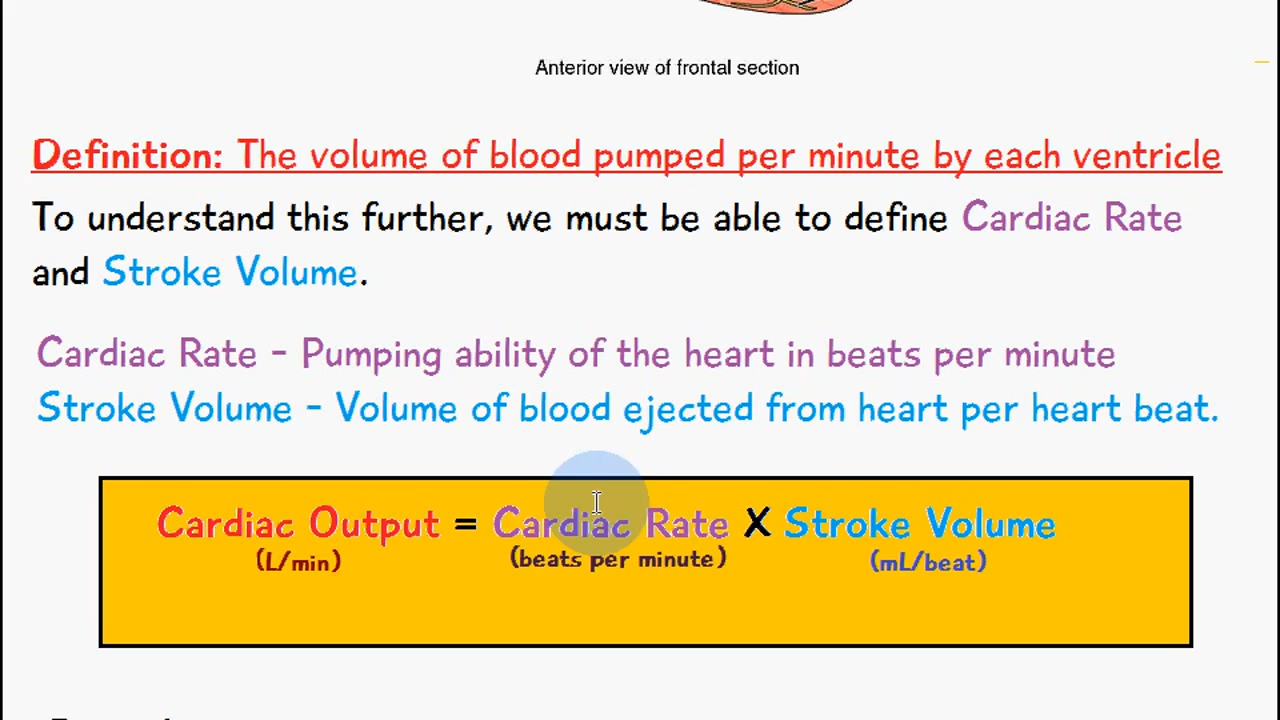 Anterior view of frontal section
Definition: The volume of blood pumped per minute by each ventricle
To understand this further, we must be able to define Cardiac Rate
and Stroke Volume.
Cardiac Rate - Pumping ability of the heart in beats per minute
Stroke Volume - Volume of blood ejected from heart per heart beat.
Cardiac Output = Cardiac Rate X Stroke Volume
(L/min) (beats per minute) (mL/beat)